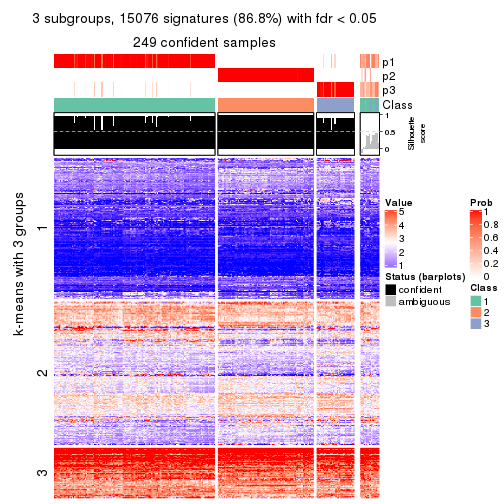 3 subgroups, 15076 signatures (86.8%) with fdr < 0.05
249 confident samples
p1
p2
p3
Class
1
0.5
0
Silhouette
score
k-means with 3 groups
1
2
3
Value
5
4
3
2
1
Status (barplots)
confident
ambiguous
Prob
1
0.8
0.6
0.4
0.2
0
Class
1
2
3